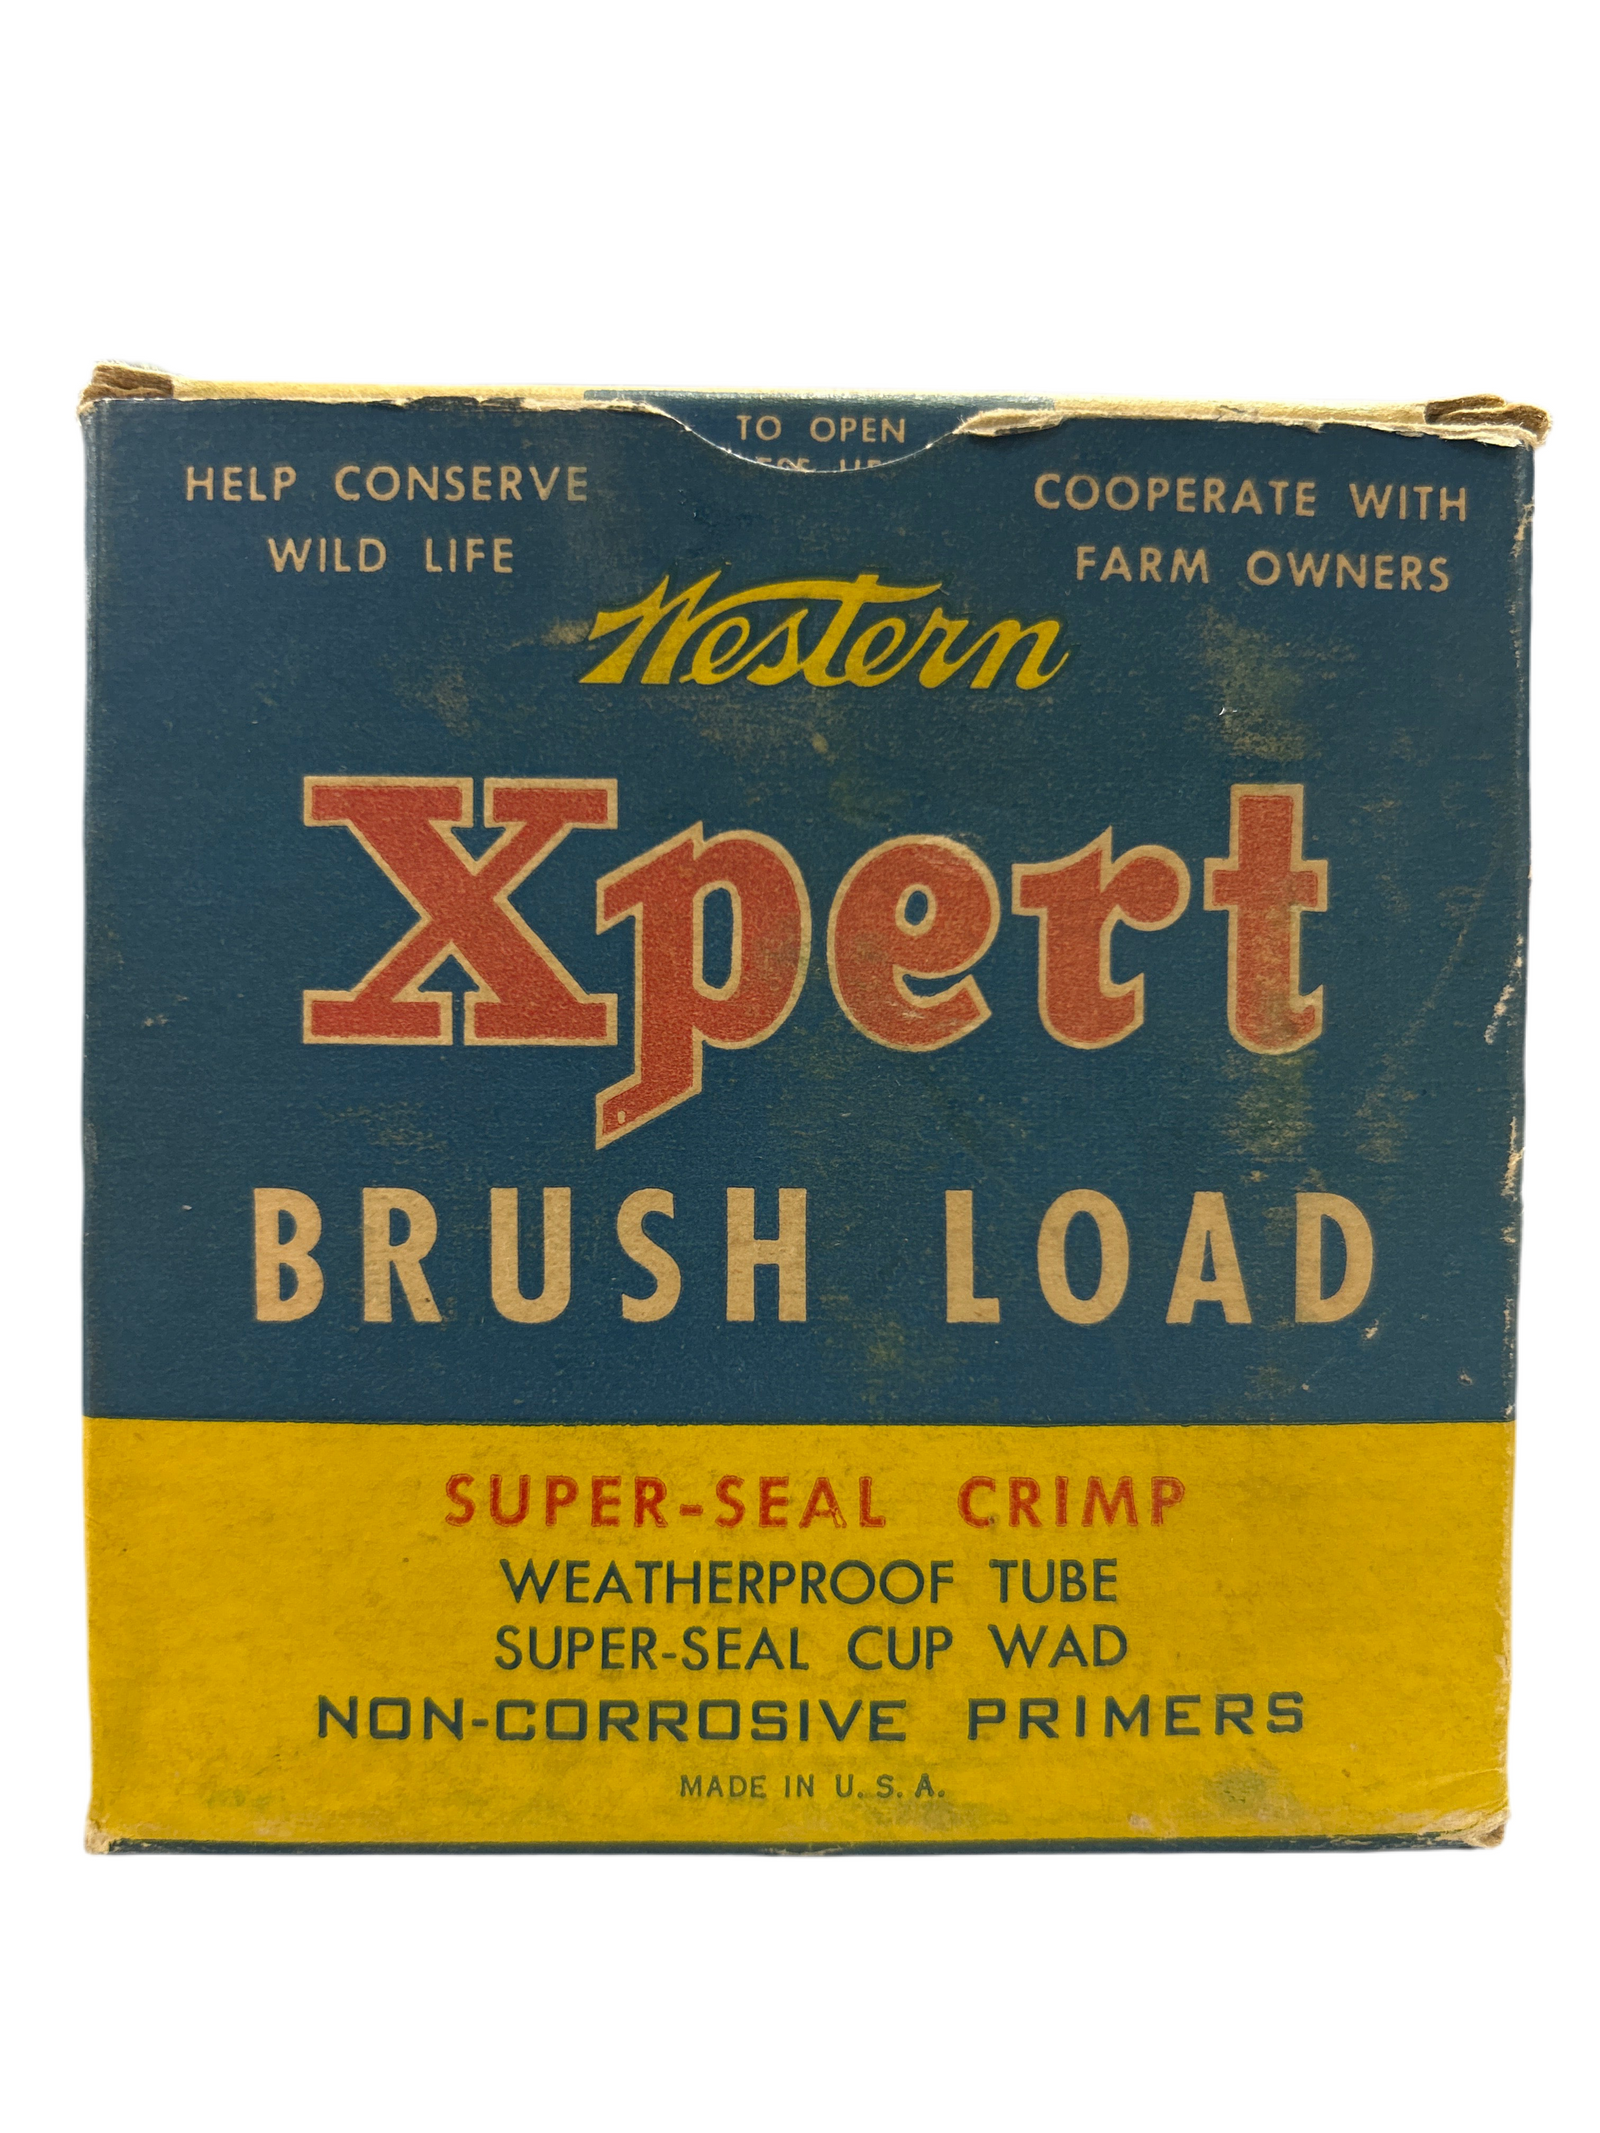 TO OPEN
HELP CONSERVE
WILD LIFE
COOPERATE WITH
FARM OWNERS
Western
Xpert
BRUSH LOAD
SUPER-SEAL CRIMP
WEATHERPROOF TUBE
SUPER-SEAL CUP WAD
NON-CORROSIVE PRIMERS
MADE IN U.S.A.